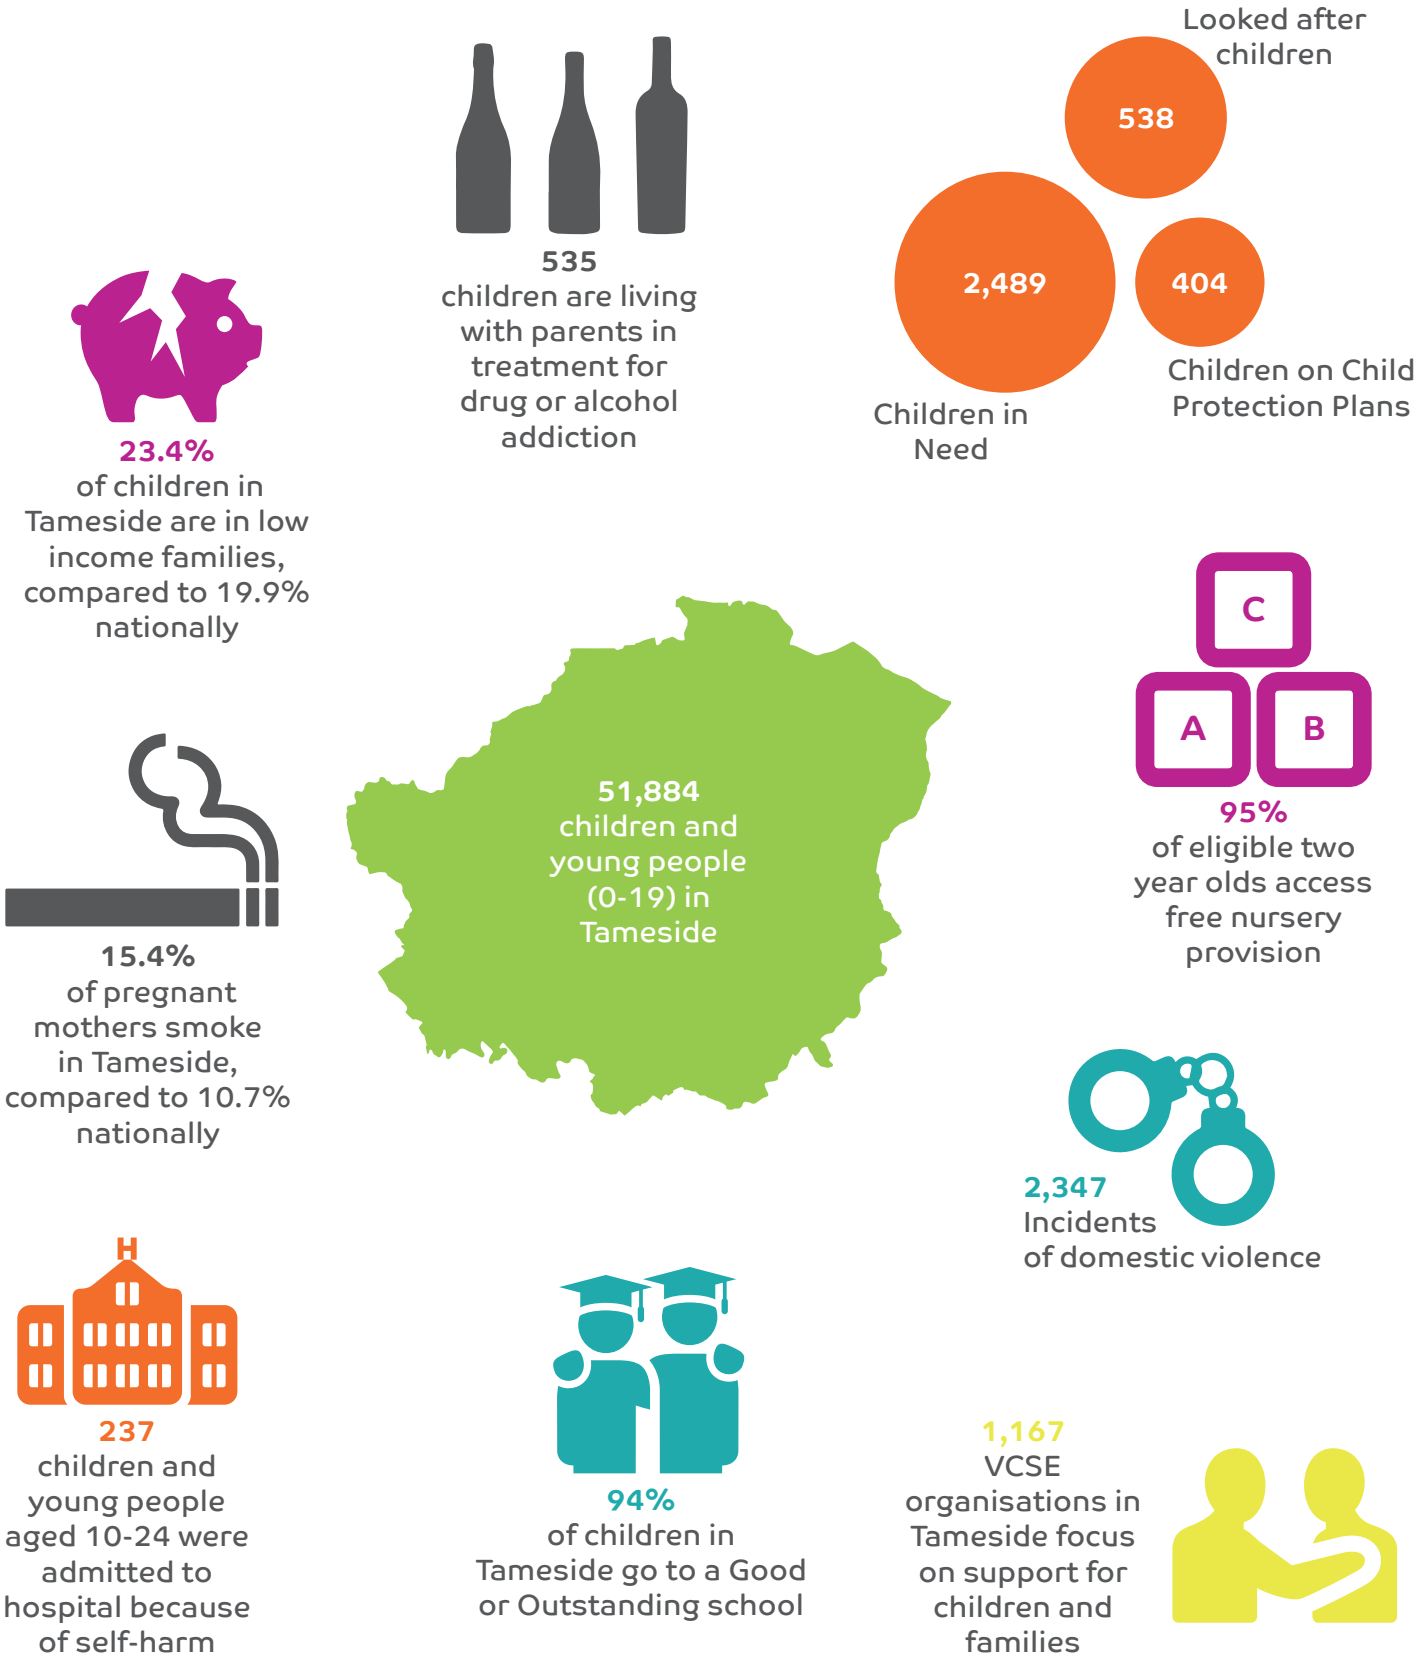 Looked after
children
538
2,489
404
Children on Child
Protection Plans
Children in
Need
535
children are living
with parents in
treatment for
drug or alcohol
addiction
23.4%
of children in
Tameside are in low
income families,
compared to 19.9%
nationally
C
A
B
95%
of eligible two
year olds access
free nursery
provision
51,884
children and
young people
(0-19) in
Tameside
15.4%
of pregnant
mothers smoke
in Tameside,
compared to 10.7%
nationally
2,347
Incidents
of domestic violence
H
237
children and
young people
aged 10-24 were
admitted to
hospital because
of self-harm
94%
of children in
Tameside go to a Good
or Outstanding school
1,167
VCSE
organisations in
Tameside focus
on support for
children and
families